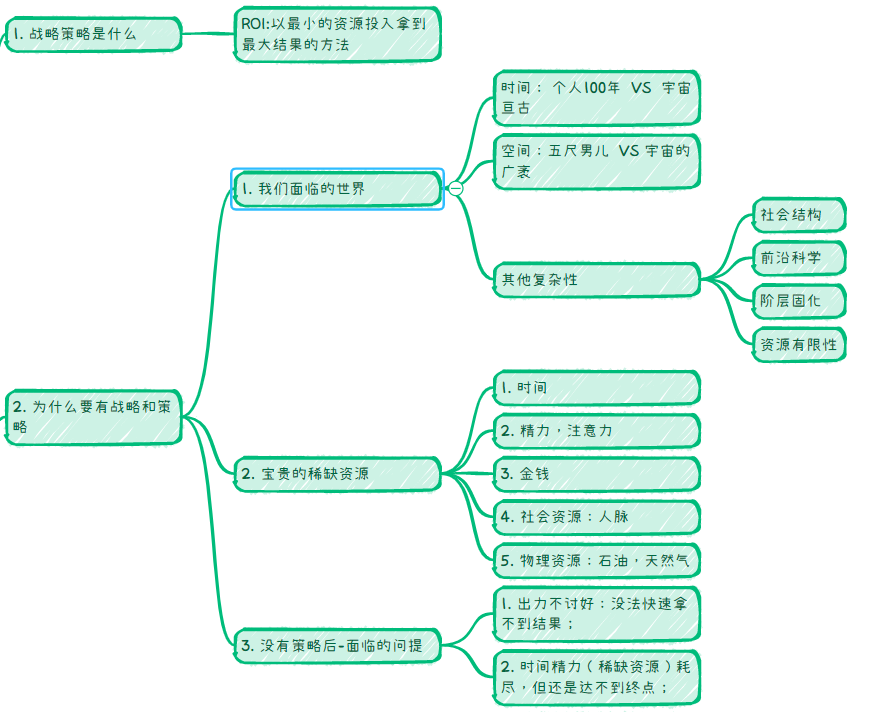 1. 战略策略是什么
ROI:以最小的资源投入拿到
最大结果的方法
2. 为什么要有战略和策
略
1. 我们面临的世界
时间： 个人100年 VS 宇宙
亘古
空间：五尺男儿 VS 宇宙的
广袤
其他复杂性
社会结构
前沿科学
阶层固化
资源有限性
2. 宝贵的稀缺资源
1. 时间
2. 精力，注意力
3. 金钱
4. 社会资源：人脉
5. 物理资源：石油，天然气
3. 没有策略后-面临的问提
1. 出力不讨好：没法快速拿
不到结果；
2. 时间精力（稀缺资源）耗
尽，但还是达不到终点；